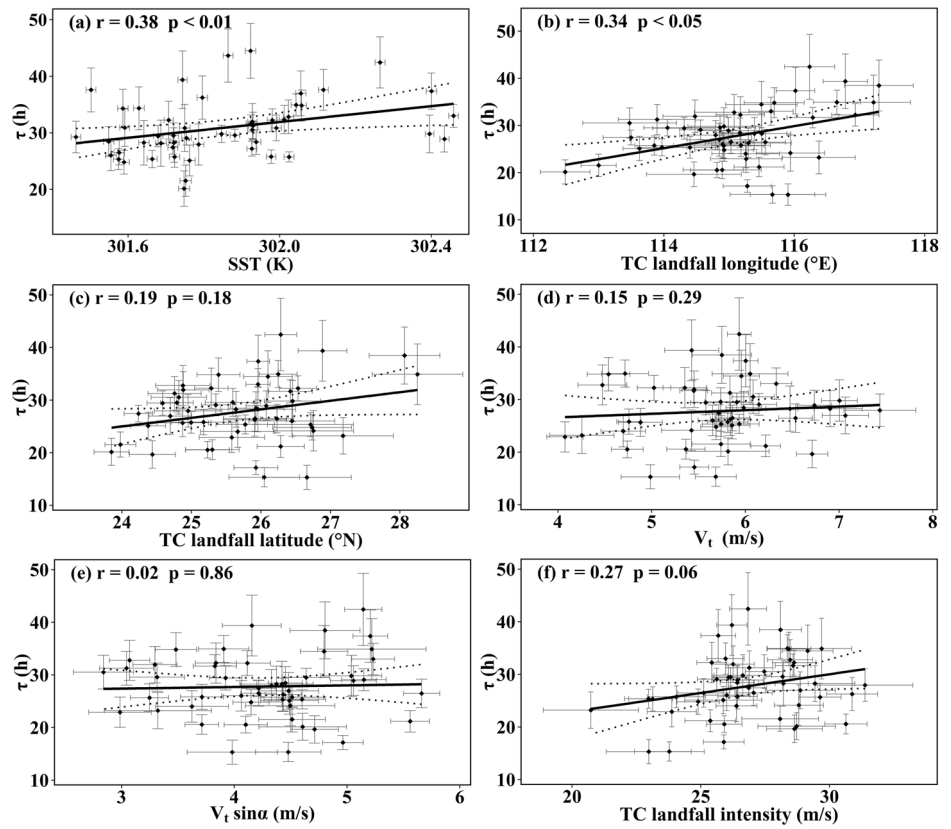 (a) r = 0.38 p < 0.01
50
40
30
20
τ (h)
301.6 302.0 302.4
SST (K)
(b) r = 0.34 p < 0.05
50
40
30
20
10
τ (h)
112 114 116 118
TC landfall longitude (°E)
(c) r = 0.19 p = 0.18
50
40
30
20
10
τ (h)
24 25 26 27 28
TC landfall latitude (°N)
(d) r = 0.15 p = 0.29
50
40
30
20
10
τ (h)
4 5 6 7 8
Vt (m/s)
(e) r = 0.02 p = 0.86
50
40
30
20
10
τ (h)
3 4 5 6
Vt sinα (m/s)
(f) r = 0.27 p = 0.06
50
40
30
20
10
τ (h)
20 25 30
TC landfall intensity (m/s)